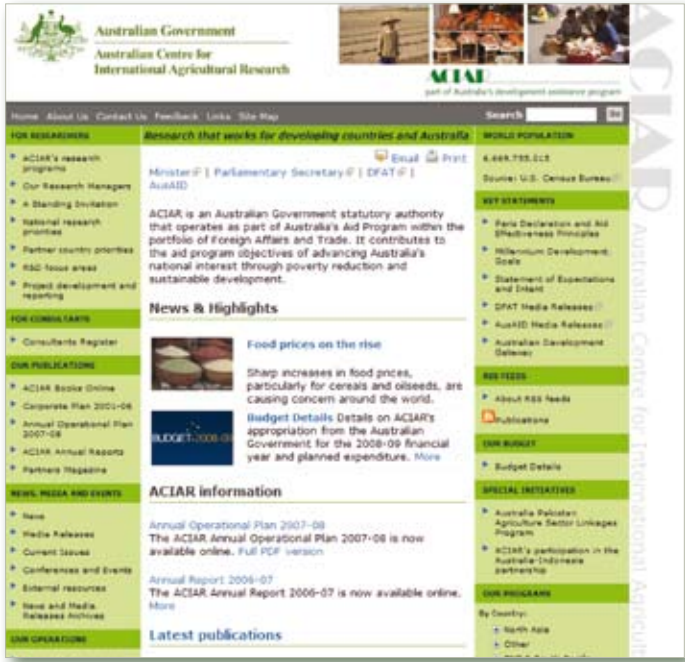 Australian Government
Australian Centre for
International Agricultural Research
ACIAR
part of Australia's development assistance program
Home About Us Contact Us Feedback Links Site Map
Search
Go
FOR RESEARCHERS
ACIAR's research
programs
Our Research Managers
A Standing Invitation
National research
priorities
Partner country priorities
R&D focus areas
Project development and
reporting
FOR CONSULTANTS
Consultants Register
OUR PUBLICATIONS
ACIAR Books Online
Corporate Plan 2001-06
Annual Operational Plan
2007-08
ACIAR Annual Reports
Partners Magazine
NEWS, MEDIA AND EVENTS
News
Media Releases
Current Issues
Conferences and Events
External resources
News and Media
Releases Archives
OUR OPERATIONS
Research that works for developing countries and Australia
Email Print
Minister | Parliamentary Secretary | DFAT |
AusAID
ACIAR is an Australian Government statutory authority
that operates as part of Australia's Aid Program within the
portfolio of Foreign Affairs and Trade. It contributes to
the aid program objectives of advancing Australia's
national interest through poverty reduction and
sustainable development.
News & Highlights
Food prices on the rise
Sharp increases in food prices,
particularly for cereals and oilseeds, are
causing concern around the world.
BUDGET 2008-09
Budget Details Details on ACIAR's
appropriation from the Australian
Government for the 2008-09 financial
year and planned expenditure. More
ACIAR information
Annual Operational Plan 2007-08
The ACIAR Annual Operational Plan 2007-08 is now
available online. Full PDF version
Annual Report 2006-07
The ACIAR Annual Report 2006-07 is now available online.
More
Latest publications
WORLD POPULATION
Source: U.S. Census Bureau
KEY STATEMENTS
Paris Declaration and Aid
Effectiveness Principles
Millennium Development
Goals
Statement of Expectations
and Intent
DFAT Media Releases
AusAID Media Releases
Australian Development
Gateway
RSS FEEDS
About RSS feeds
Publications
OUR BUDGET
Budget Details
SPECIAL INITIATIVES
Australia Pakistan
Agriculture Sector Linkages
Program
ACIAR's participation in the
Australia-Indonesia
partnership
OUR PROGRAMS
By Country:
North Asia
Other
ACIAR Australian Centre for International Agricult